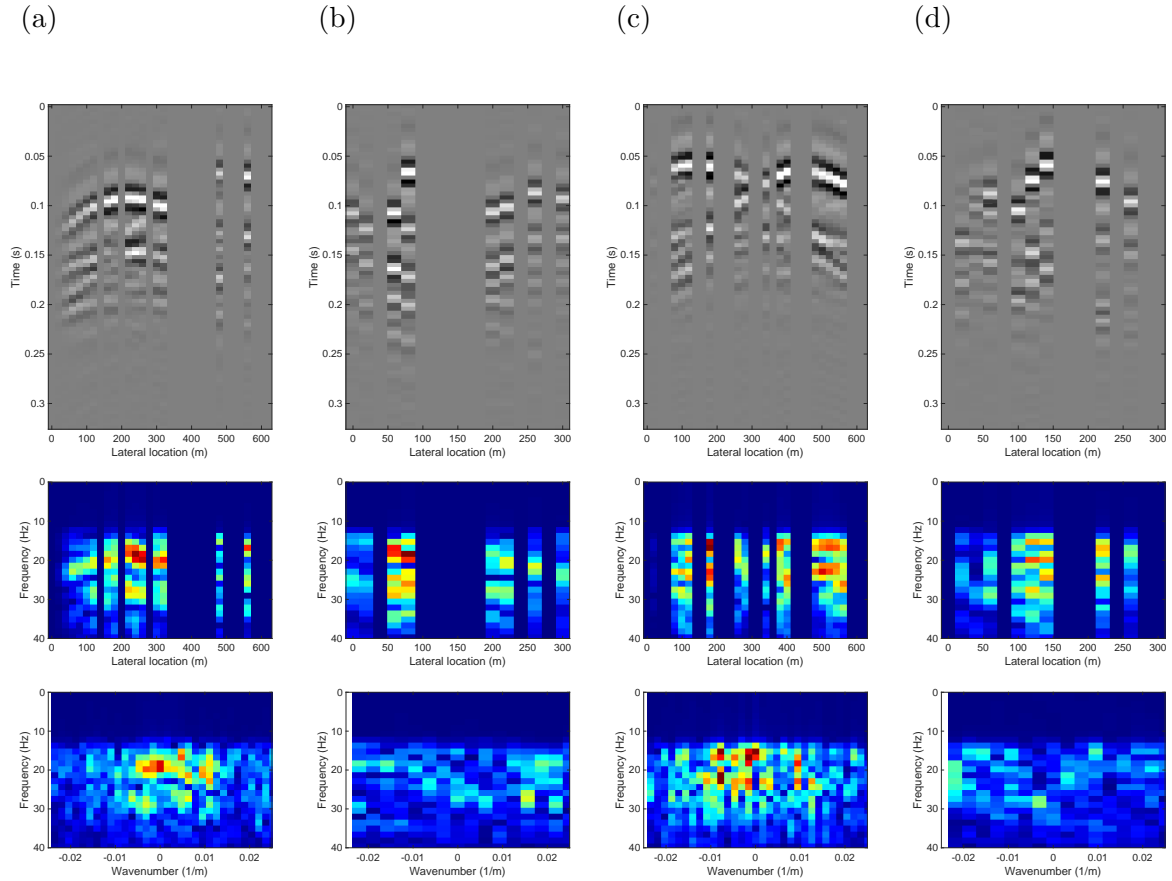 (a) (b) (c) (d)
0 0 0 0
0.05 0.05 0.05 0.05
0.1 0.1 0.1 0.1
Time (s) Time (s) Time (s) Time (s)
0.15 0.15 0.15 0.15
0.2 0.2 0.2 0.2
0.25 0.25 0.25 0.25
0.3 0.3 0.3 0.3
0 100 200 300 400 500 600 0 50 100 150 200 250 300 0 100 200 300 400 500 600 0 50 100 150 200 250 300
Lateral location (m) Lateral location (m) Lateral location (m) Lateral location (m)
0 0 0 0
10 10 10 10
Frequency (Hz) Frequency (Hz) Frequency (Hz) Frequency (Hz)
20 20 20 20
30 30 30 30
40 40 40 40
0 100 200 300 400 500 600 0 50 100 150 200 250 300 0 100 200 300 400 500 600 0 50 100 150 200 250 300
Lateral location (m) Lateral location (m) Lateral location (m) Lateral location (m)
0 0 0 0
10 10 10 10
Frequency (Hz) Frequency (Hz) Frequency (Hz) Frequency (Hz)
20 20 20 20
30 30 30 30
40 40 40 40
-0.02 -0.01 0 0.01 0.02 -0.02 -0.01 0 0.01 0.02 -0.02 -0.01 0 0.01 0.02 -0.02 -0.01 0 0.01 0.02
Wavenumber (1/m) Wavenumber (1/m) Wavenumber (1/m) Wavenumber (1/m)